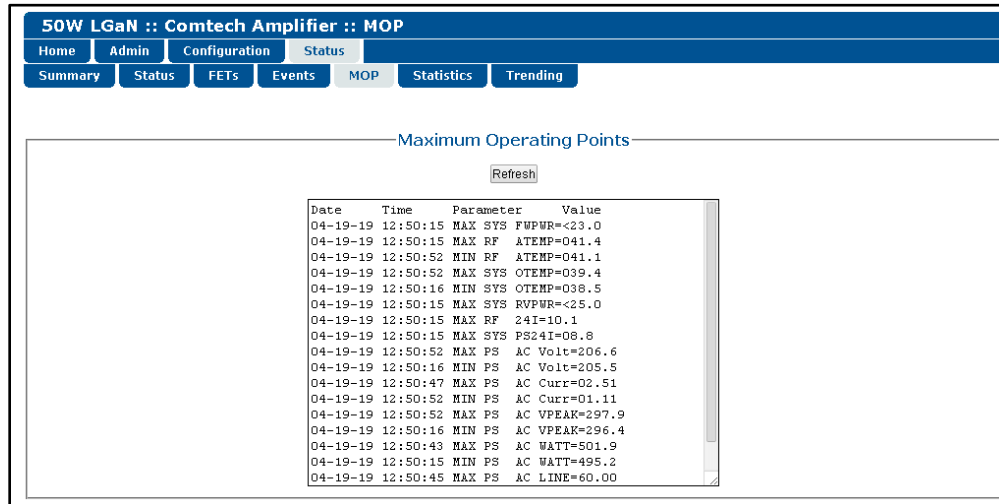 50W LGaN :: Comtech Amplifier :: MOP
Home Admin Configuration Status
Summary Status FETs Events MOP Statistics Trending
Maximum Operating Points
Refresh
Date Time Parameter Value
04-19-19 12:50:15 MAX SYS FWPWR=<23.0
04-19-19 12:50:15 MAX RF ATEMP=041.4
04-19-19 12:50:52 MIN RF ATEMP=041.1
04-19-19 12:50:52 MAX SYS OTEMP=039.4
04-19-19 12:50:16 MIN SYS OTEMP=038.5
04-19-19 12:50:15 MAX SYS RVPWR=<25.0
04-19-19 12:50:15 MAX RF 24I=10.1
04-19-19 12:50:15 MAX SYS PS24I=08.8
04-19-19 12:50:52 MAX PS AC Volt=206.6
04-19-19 12:50:16 MIN PS AC Volt=205.5
04-19-19 12:50:47 MAX PS AC Curr=02.51
04-19-19 12:50:52 MIN PS AC Curr=01.11
04-19-19 12:50:52 MAX PS AC VPEAK=297.9
04-19-19 12:50:16 MIN PS AC VPEAK=296.4
04-19-19 12:50:43 MAX PS AC WATT=501.9
04-19-19 12:50:15 MIN PS AC WATT=495.2
04-19-19 12:50:45 MAX PS AC LINE=60.00